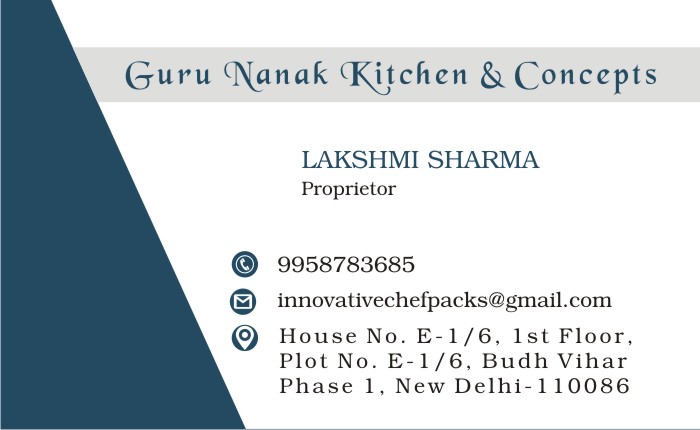 Guru Nanak Kitchen & Concepts
LAKSHMI SHARMA
Proprietor
9958783685
innovativechefpacks@gmail.com
House No. E-1/6, 1st Floor,
Plot No. E-1/6, Budh Vihar
Phase 1, New Delhi-110086